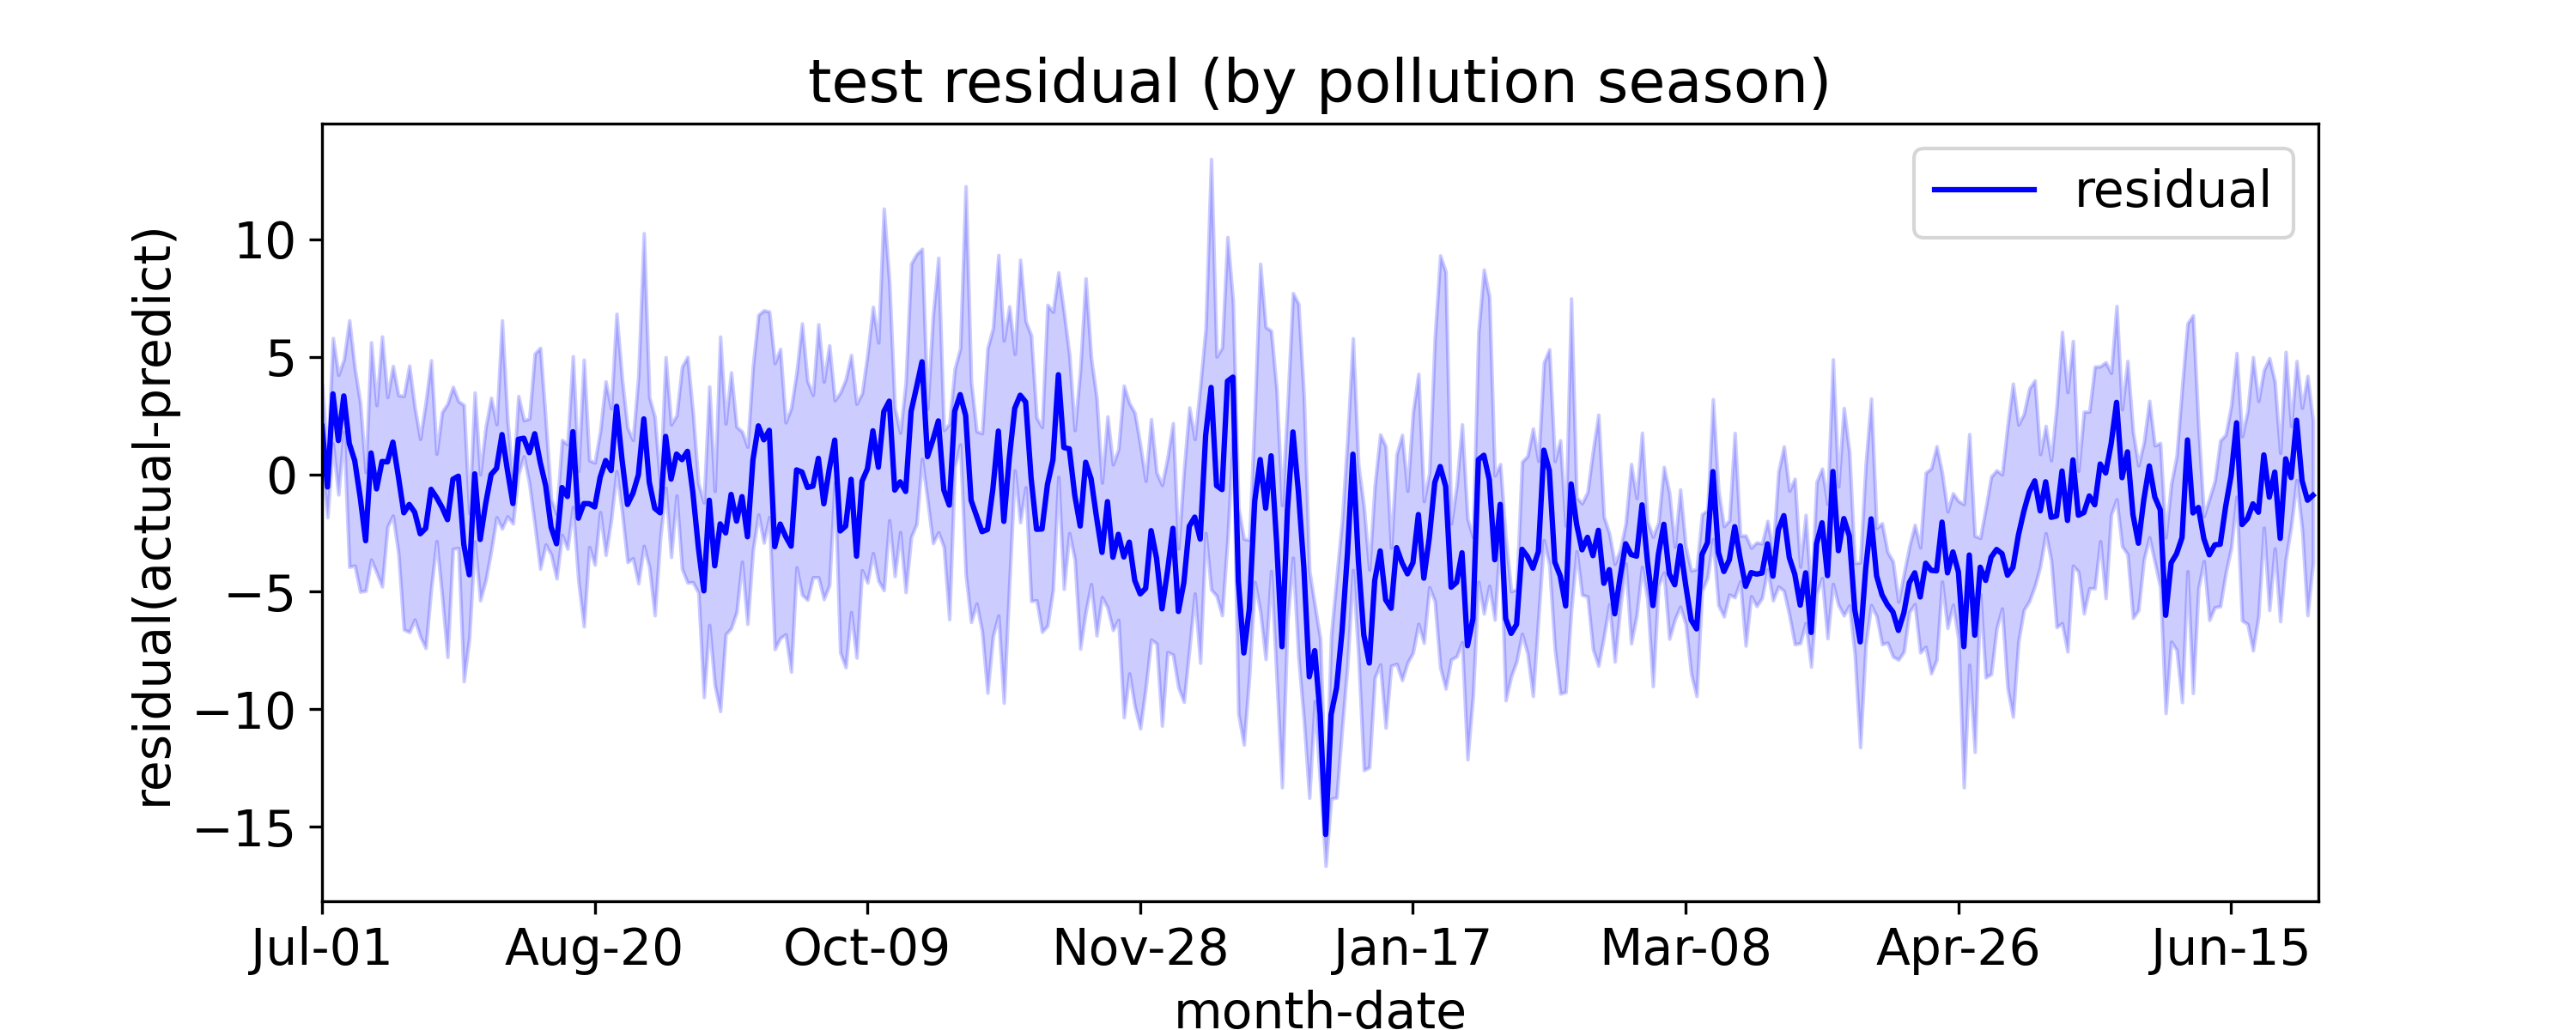 test residual (by pollution season)
residual
residual(actual-predict)
10
5
0
−5
−10
−15
Jul-01 Aug-20 Oct-09 Nov-28 Jan-17 Mar-08 Apr-26 Jun-15
month-date